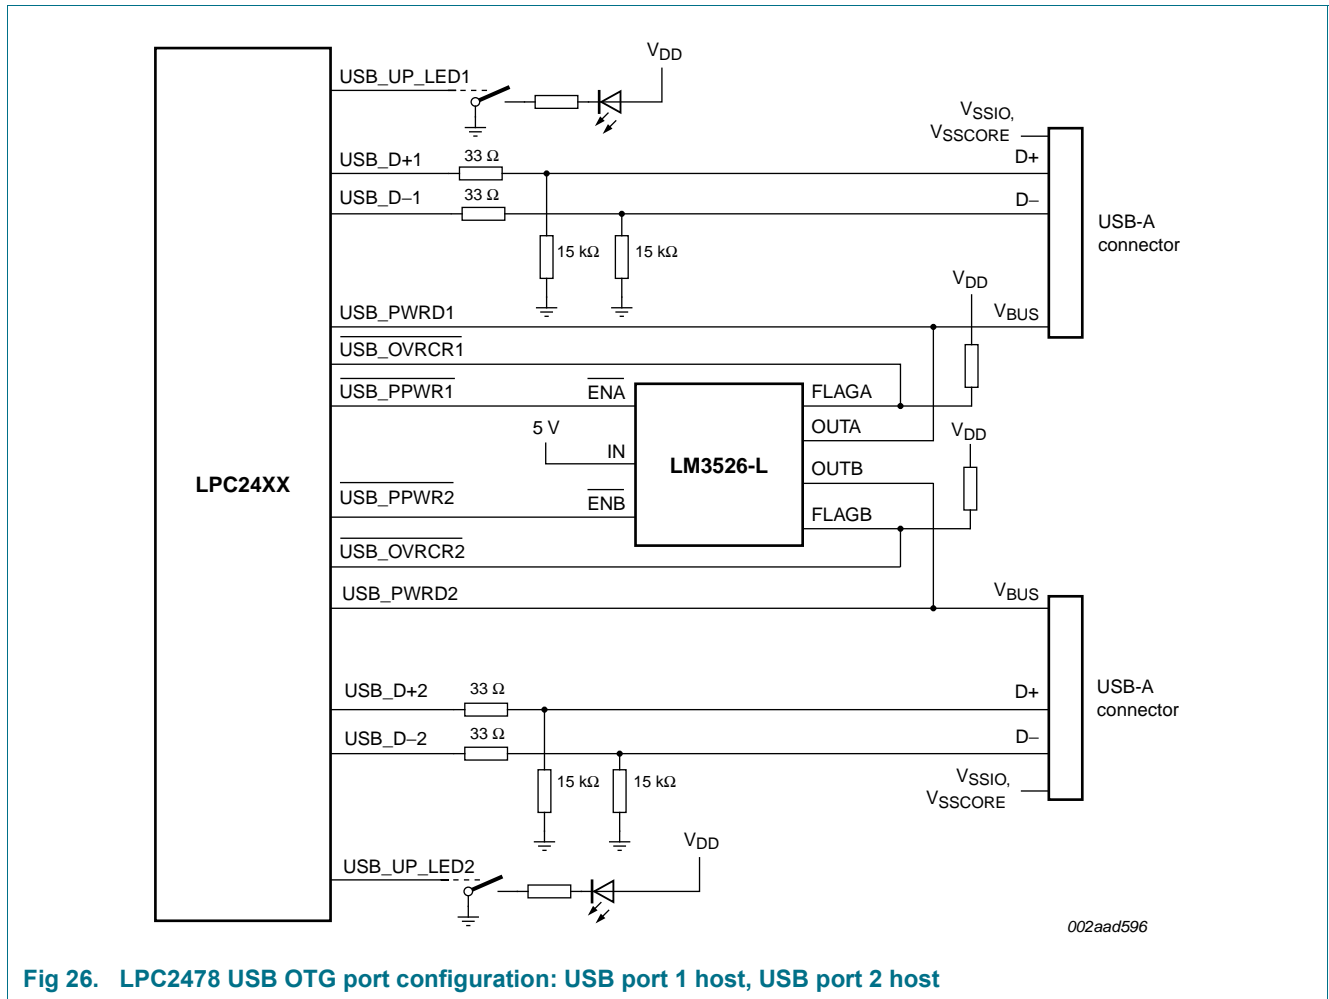 USB_UP_LED1
VDD
VSSIO,
VSSCORE
USB_D+1
33 Ω
D+
USB_D−1
33 Ω
D−
USB-A
connector
15 kΩ
15 kΩ
VDD
USB_PWRD1
VBUS
USB_OVRCR1
USB_PPWR1
ENA
FLAGA
5 V
IN
OUTA
VDD
LPC24XX
LM3526-L
OUTB
USB_PPWR2
ENB
FLAGB
USB_OVRCR2
USB_PWRD2
VBUS
USB_D+2
33 Ω
D+
USB-A
connector
USB_D−2
33 Ω
D−
15 kΩ
15 kΩ
VSSIO,
VSSCORE
VDD
USB_UP_LED2
002aad596
Fig 26. LPC2478 USB OTG port configuration: USB port 1 host, USB port 2 host